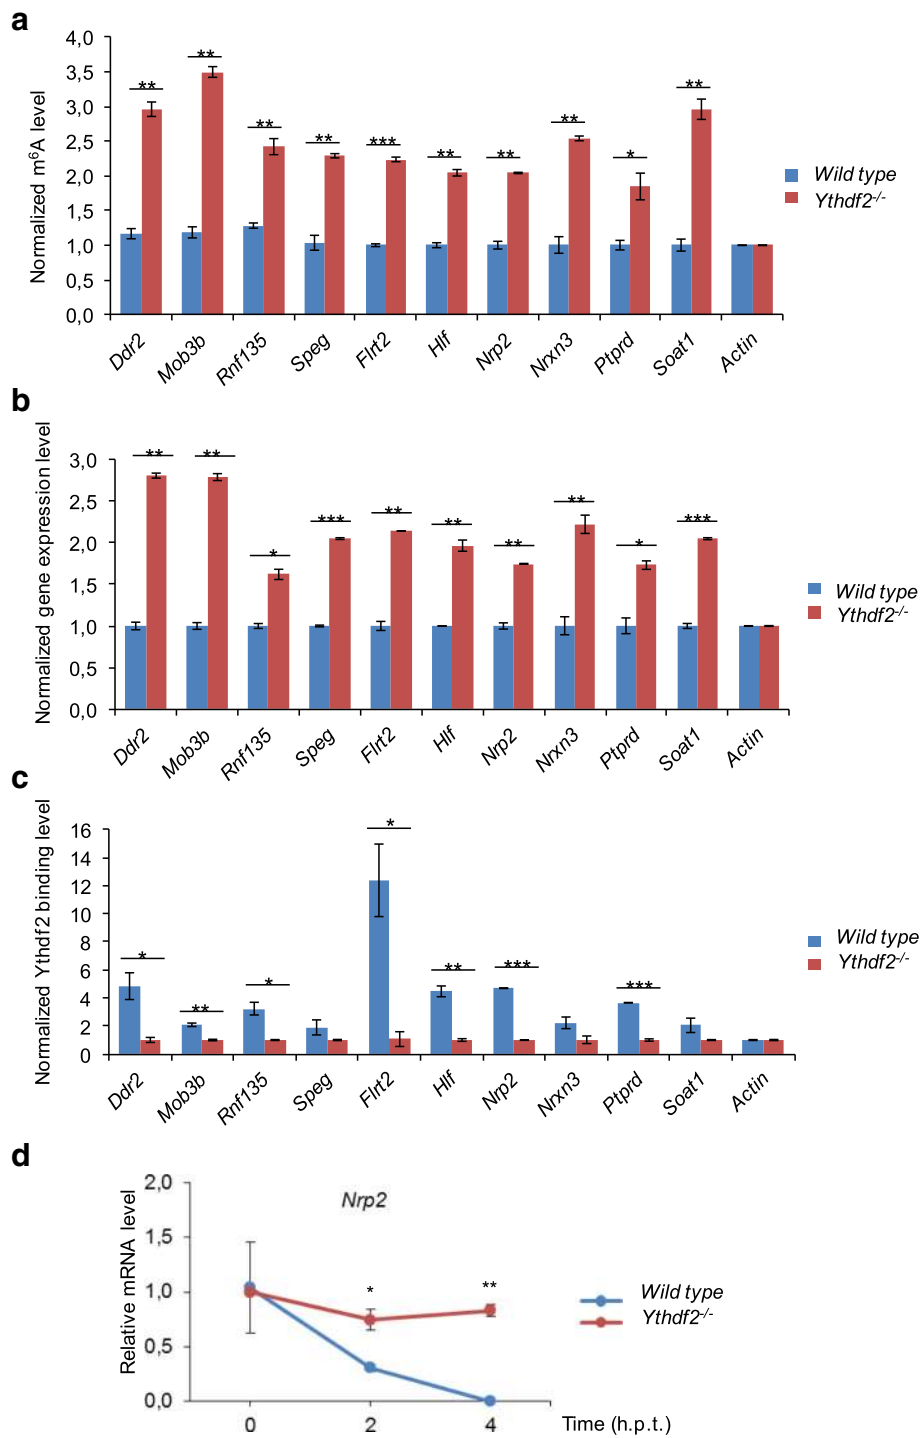 a
Normalized m⁶A level
4,0
3,5
3,0
2,5
2,0
1,5
1,0
0,5
0,0
** ** ** ** *** ** ** ** * **
Wild type
Ythdf2-/-
Ddr2 Mob3b Rnf135 Speg Flrt2 Hlf Nrp2 Nrxn3 Ptprd Soat1 Actin
b
Normalized gene expression level
3,0
2,5
2,0
1,5
1,0
0,5
0,0
** ** * *** ** ** ** ** * ***
Wild type
Ythdf2-/-
Ddr2 Mob3b Rnf135 Speg Flrt2 Hlf Nrp2 Nrxn3 Ptprd Soat1 Actin
c
Normalized Ythdf2 binding level
16
14
12
10
8
6
4
2
0
* ** * * ** *** ***
Wild type
Ythdf2-/-
Ddr2 Mob3b Rnf135 Speg Flrt2 Hlf Nrp2 Nrxn3 Ptprd Soat1 Actin
d
Relative mRNA level
2,0
1,5
1,0
0,5
0,0
Nrp2
* **
Wild type
Ythdf2-/-
0 2 4 Time (h.p.t.)